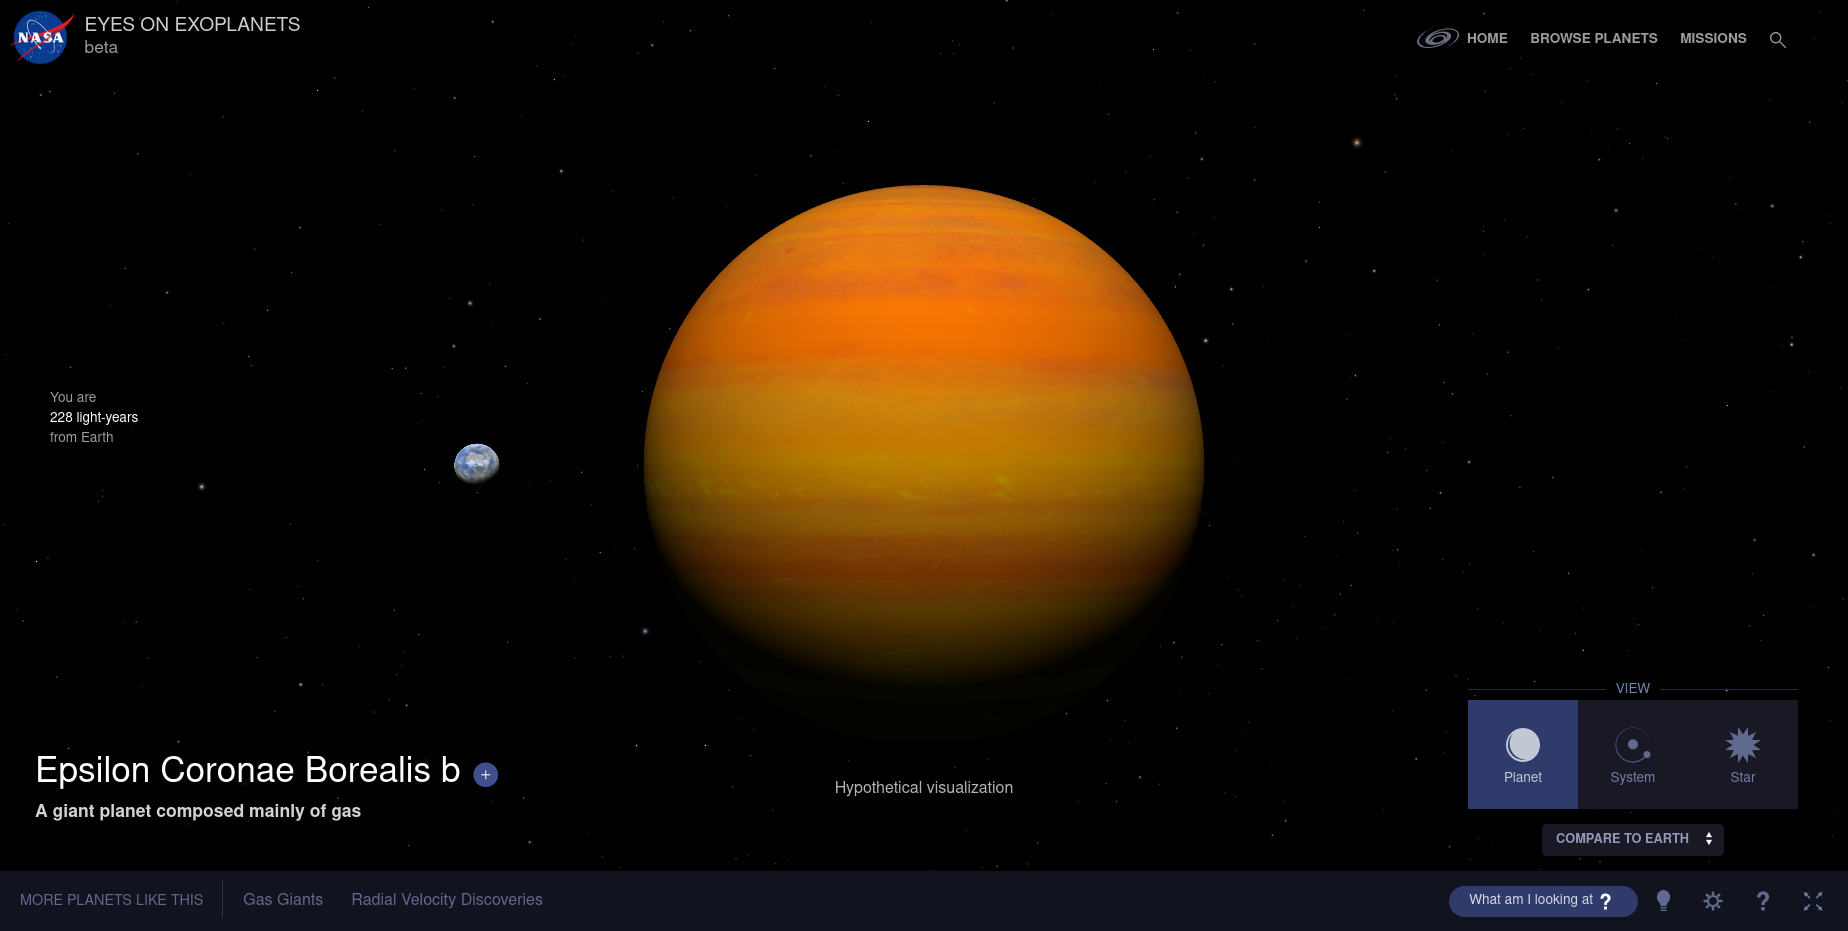 NASA
EYES ON EXOPLANETS
beta
HOME
BROWSE PLANETS
MISSIONS
You are
228 light-years
from Earth
Epsilon Coronae Borealis b +
A giant planet composed mainly of gas
Hypothetical visualization
VIEW
Planet
System
Star
COMPARE TO EARTH
MORE PLANETS LIKE THIS
Gas Giants
Radial Velocity Discoveries
What am I looking at ?
?